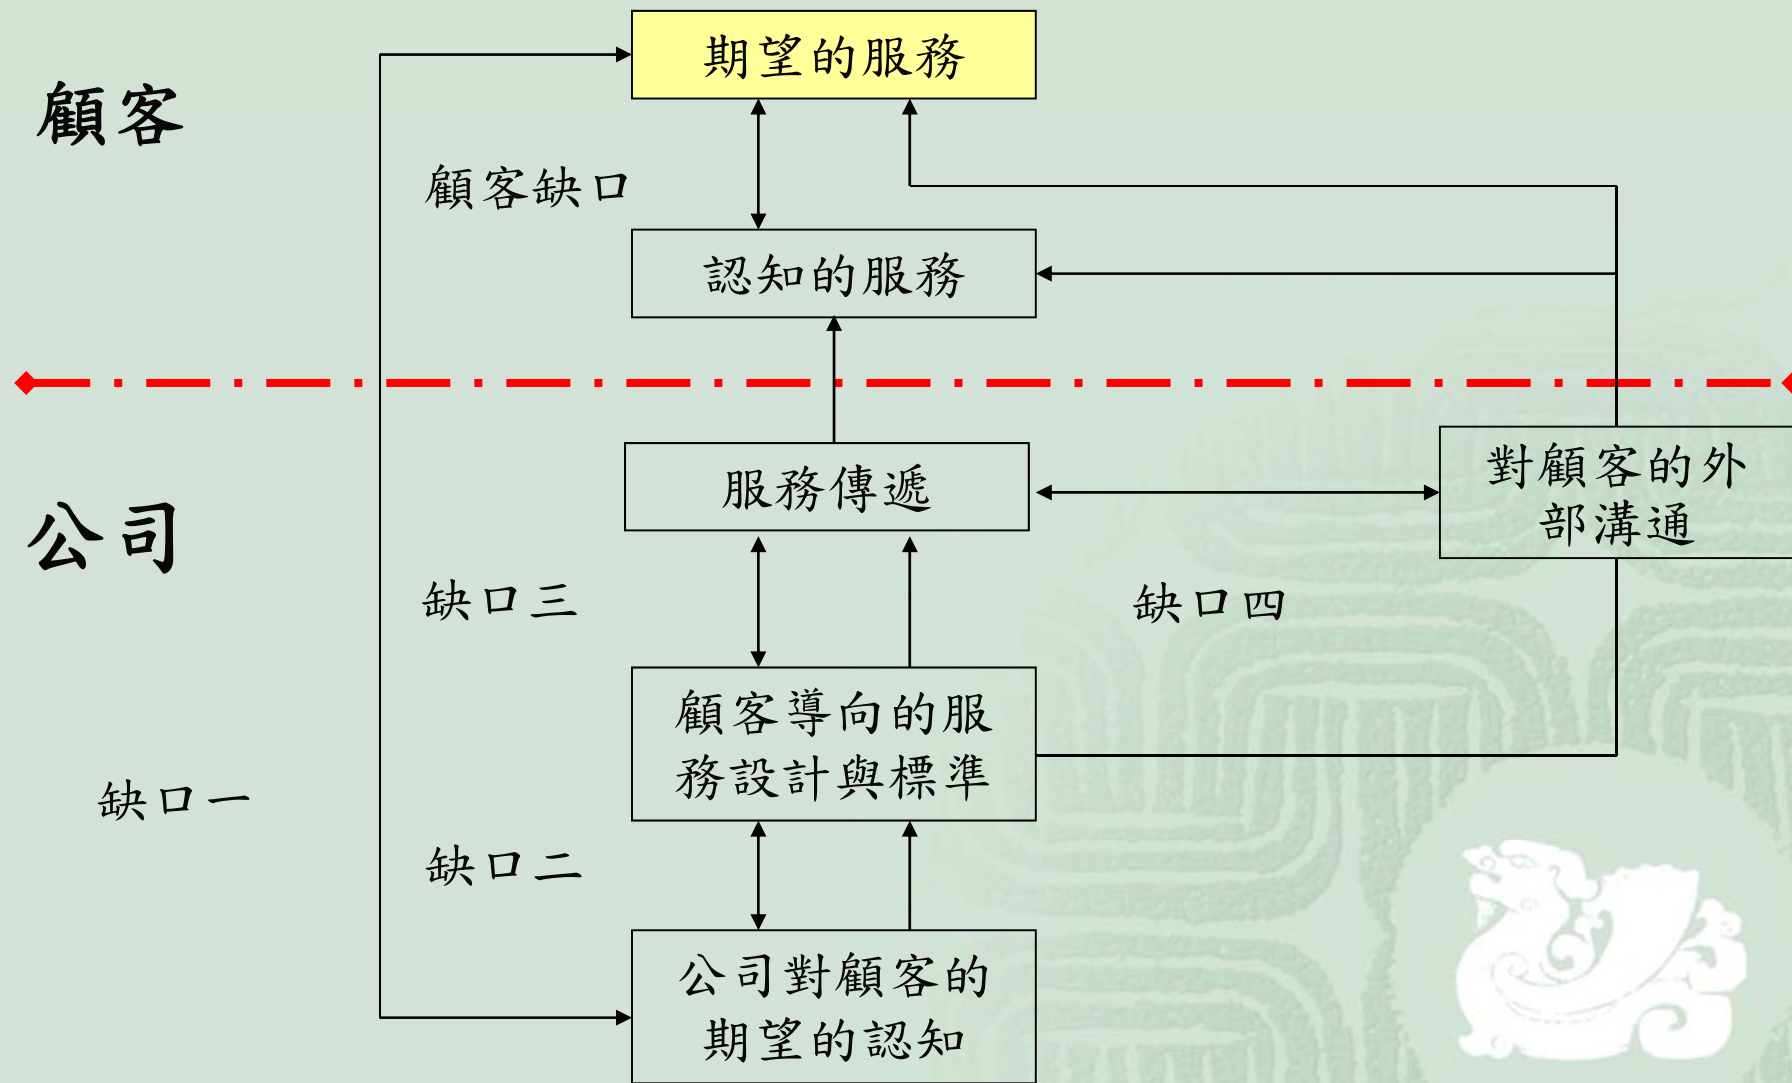 期望的服務
顧客
顧客缺口
認知的服務
服務傳遞
對顧客的外
部溝通
公司
缺口三
缺口四
顧客導向的服
務設計與標準
缺口一
缺口二
公司對顧客的
期望的認知